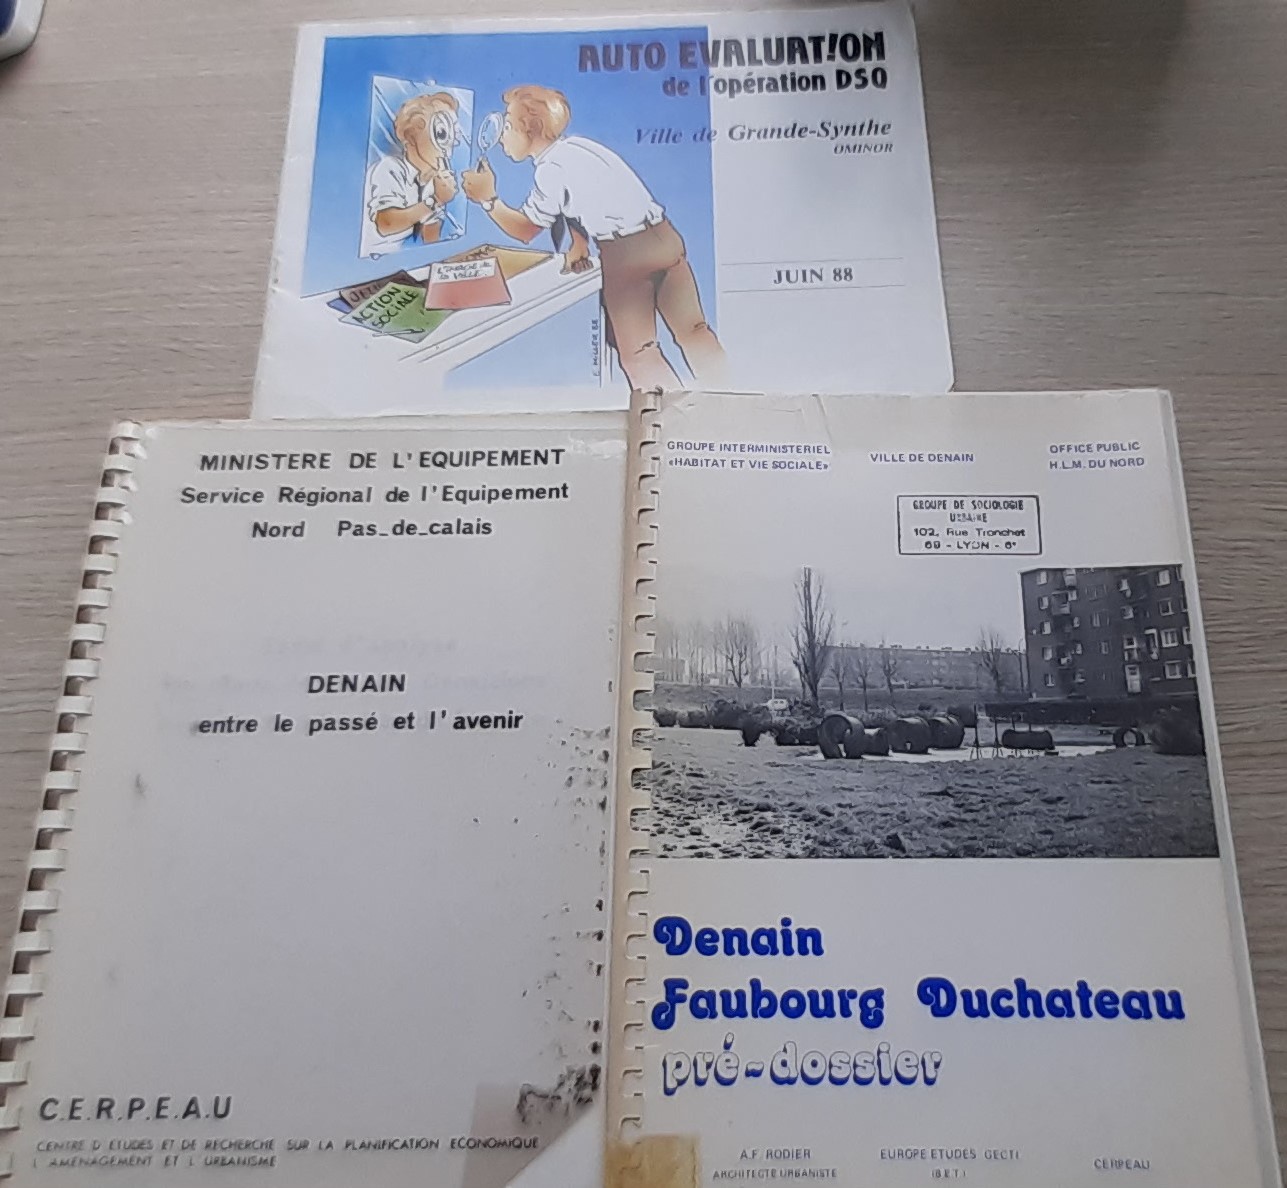 AUTO EVALUAT!ON
de l'opération DSQ
Ville de Grande-Synthe
OMINOR
JUIN 88
L'IMAGE de
la VILLE
ACTION
SOCIALE
MINISTERE DE L'EQUIPEMENT
Service Régional de l'Equipement
Nord Pas_de_calais
DENAIN
entre le passé et l'avenir
C.E.R.P.E.A.U
CENTRE D ETUDES ET DE RECHERCHE SUR LA PLANIFICATION ECONOMIQUE
L AMENAGEMENT ET L URBANISME
GROUPE INTERMINISTERIEL
«HABITAT ET VIE SOCIALE»
VILLE DE DENAIN
OFFICE PUBLIC
H.L.M. DU NORD
GROUPE DE SOCIOLOGIE
URBAINE
102, Rue Tronchet
69 - LYON - 6°
Denain
Faubourg Duchateau
pré-dossier
A.F. RODIER
ARCHITECTE URBANISTE
EUROPE ETUDES GECTI
(B.E.T.)
CERPEAU